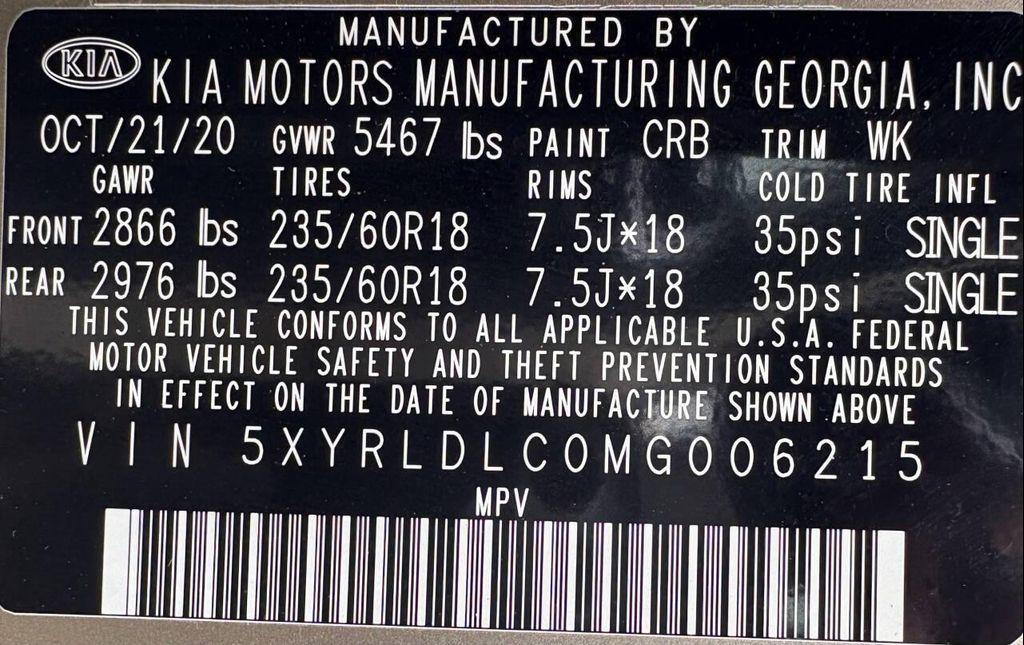 MANUFACTURED BY
KIA KIA MOTORS MANUFACTURING GEORGIA, INC
OCT/21/20 GVWR 5467 lbs PAINT CRB TRIM WK
GAWR TIRES RIMS COLD TIRE INFL
FRONT 2866 lbs 235/60R18 7.5J*18 35psi SINGLE
REAR 2976 lbs 235/60R18 7.5J*18 35psi SINGLE
THIS VEHICLE CONFORMS TO ALL APPLICABLE U.S.A. FEDERAL
MOTOR VEHICLE SAFETY AND THEFT PREVENTION STANDARDS
IN EFFECT ON THE DATE OF MANUFACTURE SHOWN ABOVE
VIN 5XYRLDLC0MG006215
MPV